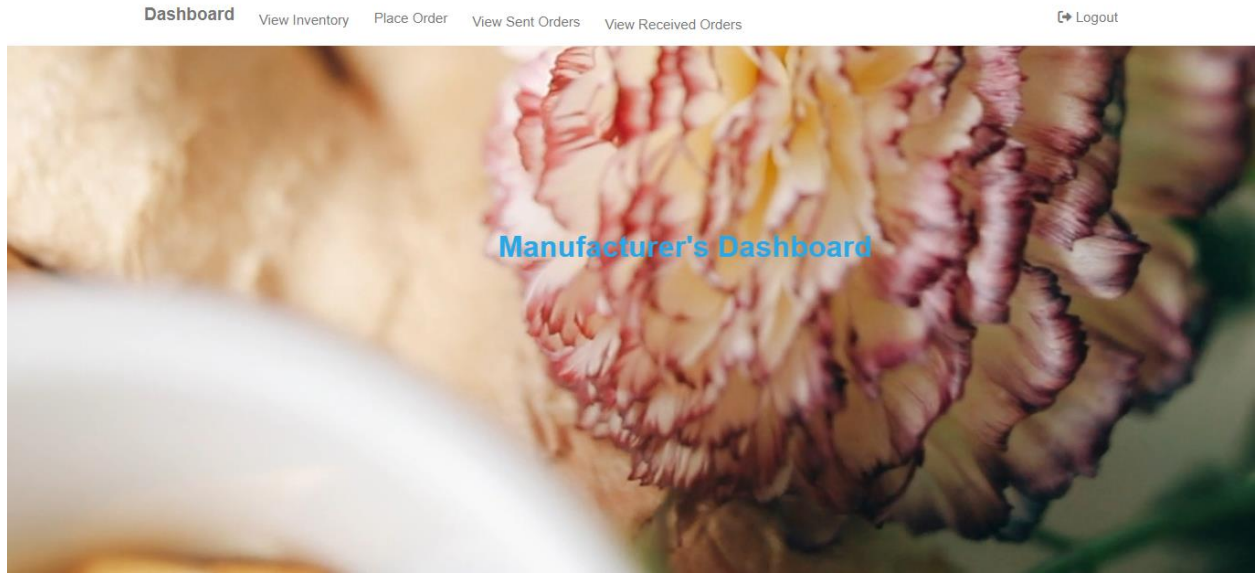 Dashboard View Inventory Place Order View Sent Orders View Received Orders Logout
Manufacturer's Dashboard